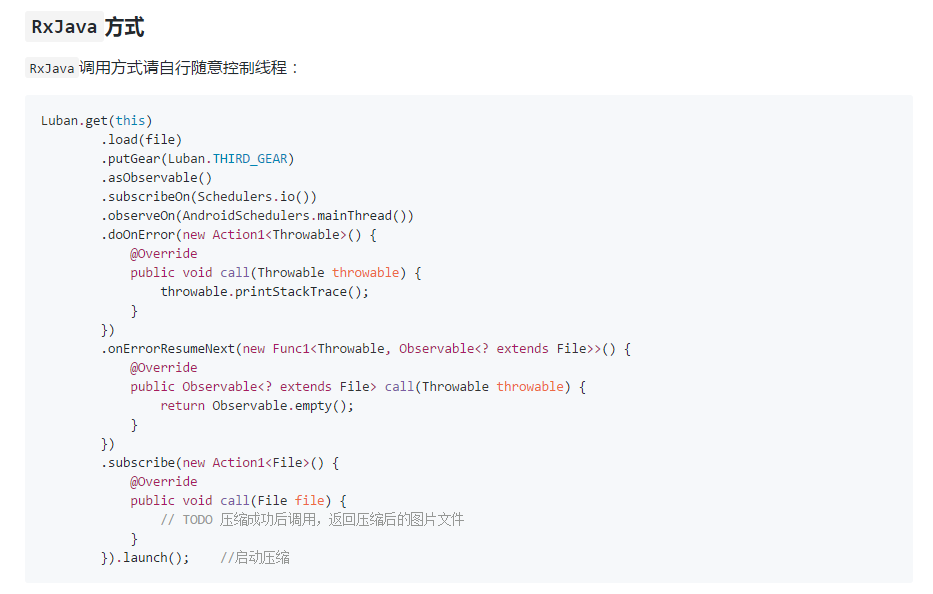 RxJava 方式
RxJava 调用方式请自行随意控制线程：
Luban.get(this)
        .load(file)
        .putGear(Luban.THIRD_GEAR)
        .asObservable()
        .subscribeOn(Schedulers.io())
        .observeOn(AndroidSchedulers.mainThread())
        .doOnError(new Action1<Throwable>() {
            @Override
            public void call(Throwable throwable) {
                throwable.printStackTrace();
            }
        })
        .onErrorResumeNext(new Func1<Throwable, Observable<? extends File>>() {
            @Override
            public Observable<? extends File> call(Throwable throwable) {
                return Observable.empty();
            }
        })
        .subscribe(new Action1<File>() {
            @Override
            public void call(File file) {
                // TODO 压缩成功后调用，返回压缩后的图片文件
            }
        }).launch();    //启动压缩